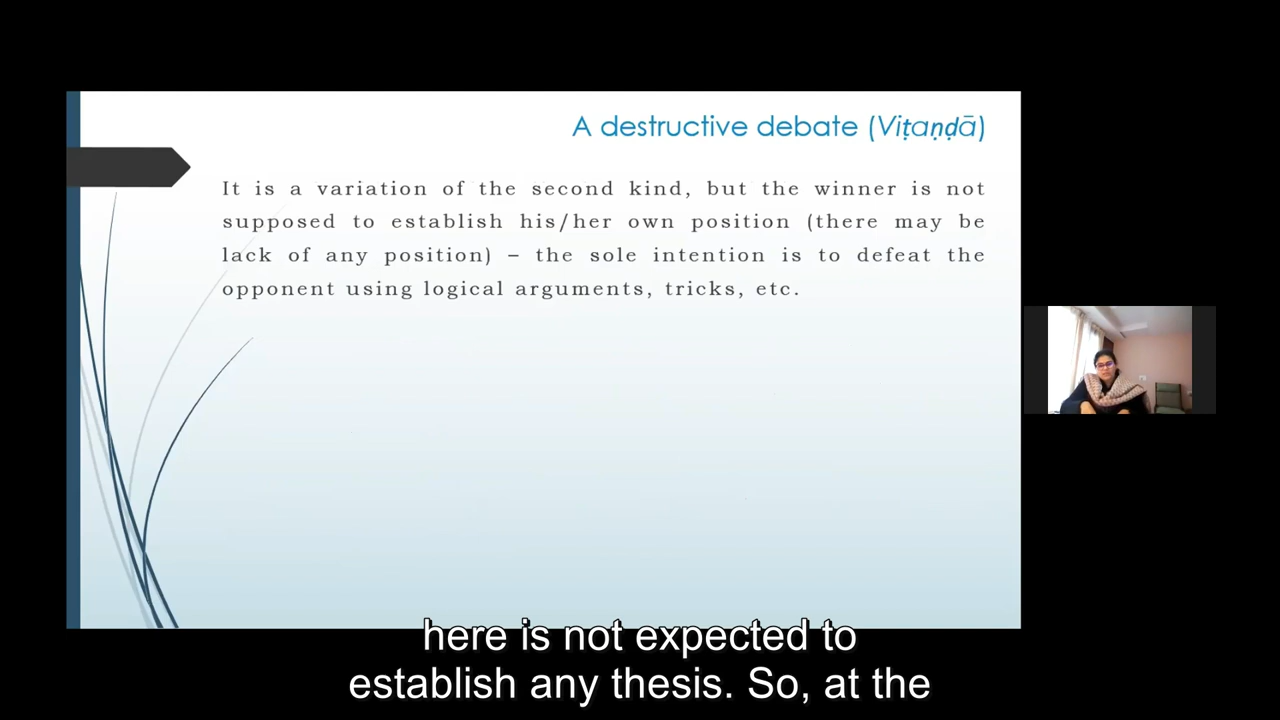 A destructive debate (Viṭaṇḍā)
It is a variation of the second kind, but the winner is not
supposed to establish his/her own position (there may be
lack of any position) – the sole intention is to defeat the
opponent using logical arguments, tricks, etc.
here is not expected to
establish any thesis. So, at the